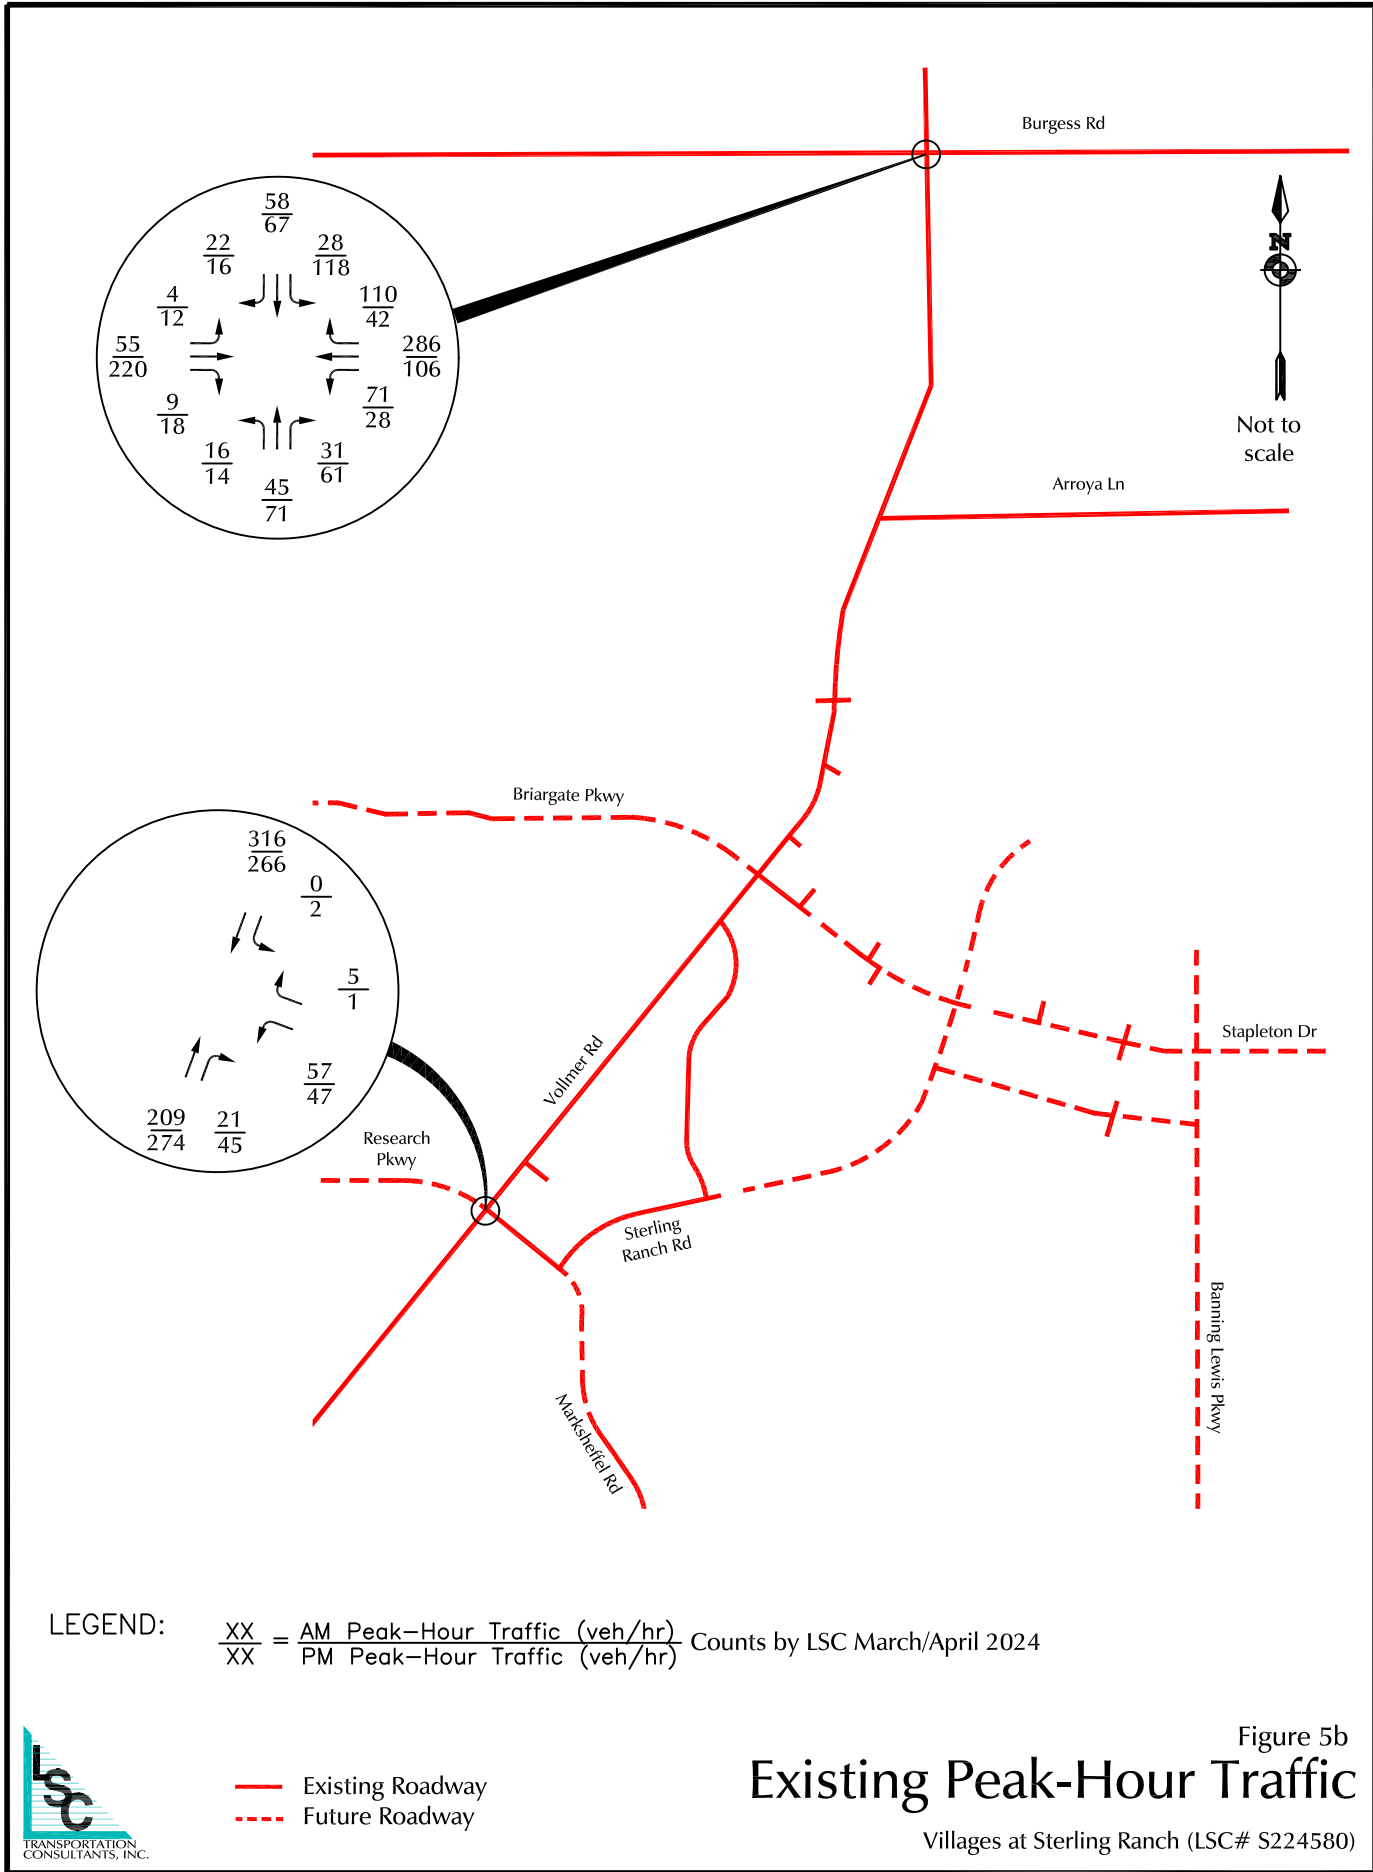 Burgess Rd
58
67
22
16
28
118
4
12
110
42
55
220
286
106
9
18
71
28
16
14
31
61
45
71
N
Not to
scale
Arroya Ln
Briargate Pkwy
316
266
0
2
5
1
57
47
209
274
21
45
Vollmer Rd
Stapleton Dr
Research
Pkwy
Sterling
Ranch Rd
Banning Lewis Pkwy
Marksheffel Rd
LEGEND:
XX = AM Peak-Hour Traffic (veh/hr)
XX PM Peak-Hour Traffic (veh/hr)
Counts by LSC March/April 2024
Figure 5b
Existing Peak-Hour Traffic
Villages at Sterling Ranch (LSC# S224580)
Existing Roadway
Future Roadway
LSC
TRANSPORTATION
CONSULTANTS, INC.